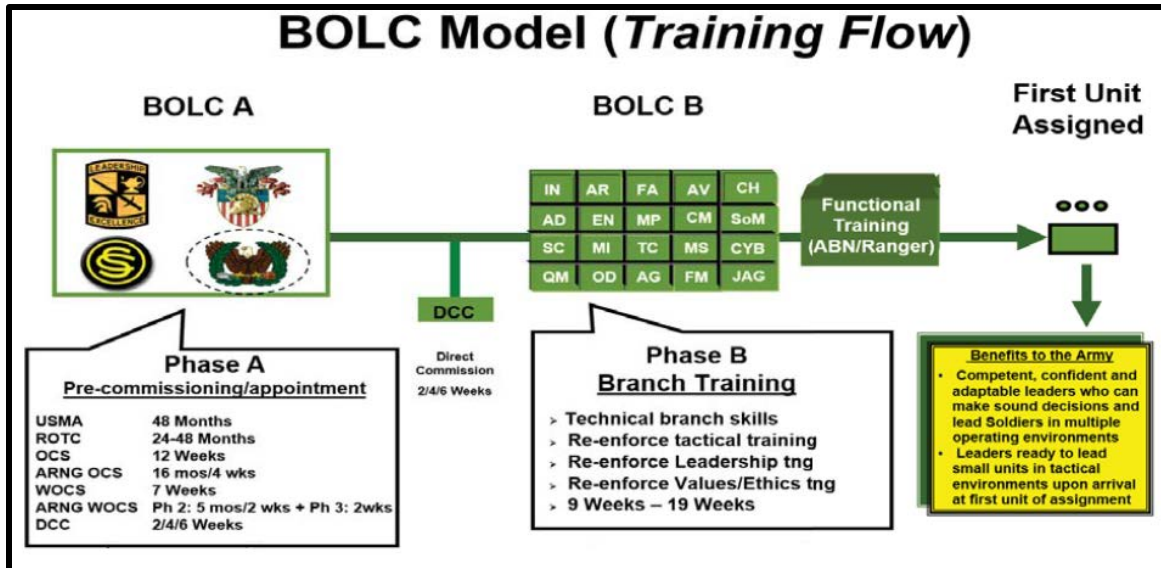 BOLC Model (Training Flow)
BOLC A
BOLC B
First Unit
Assigned
LEADERSHIP
EXCELLENCE
OCS
IN AR FA AV CH
AD EN MP CM SoM
SC MI TC MS CYB
QM OD AG FM JAG
Functional
Training
(ABN/Ranger)
DCC
Direct
Commission
2/4/6 Weeks
Phase A
Pre-commissioning/appointment
USMA 48 Months
ROTC 24-48 Months
OCS 12 Weeks
ARNG OCS 16 mos/4 wks
WOCS 7 Weeks
ARNG WOCS Ph 2: 5 mos/2 wks + Ph 3: 2wks
DCC 2/4/6 Weeks
Phase B
Branch Training
➢ Technical branch skills
➢ Re-enforce tactical training
➢ Re-enforce Leadership tng
➢ Re-enforce Values/Ethics tng
➢ 9 Weeks – 19 Weeks
Benefits to the Army
• Competent, confident and
adaptable leaders who can
make sound decisions and
lead Soldiers in multiple
operating environments
• Leaders ready to lead
small units in tactical
environments upon arrival
at first unit of assignment